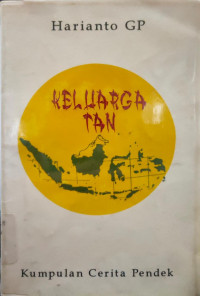 Harianto GP
KELUARGA
TAN
Kumpulan Cerita Pendek